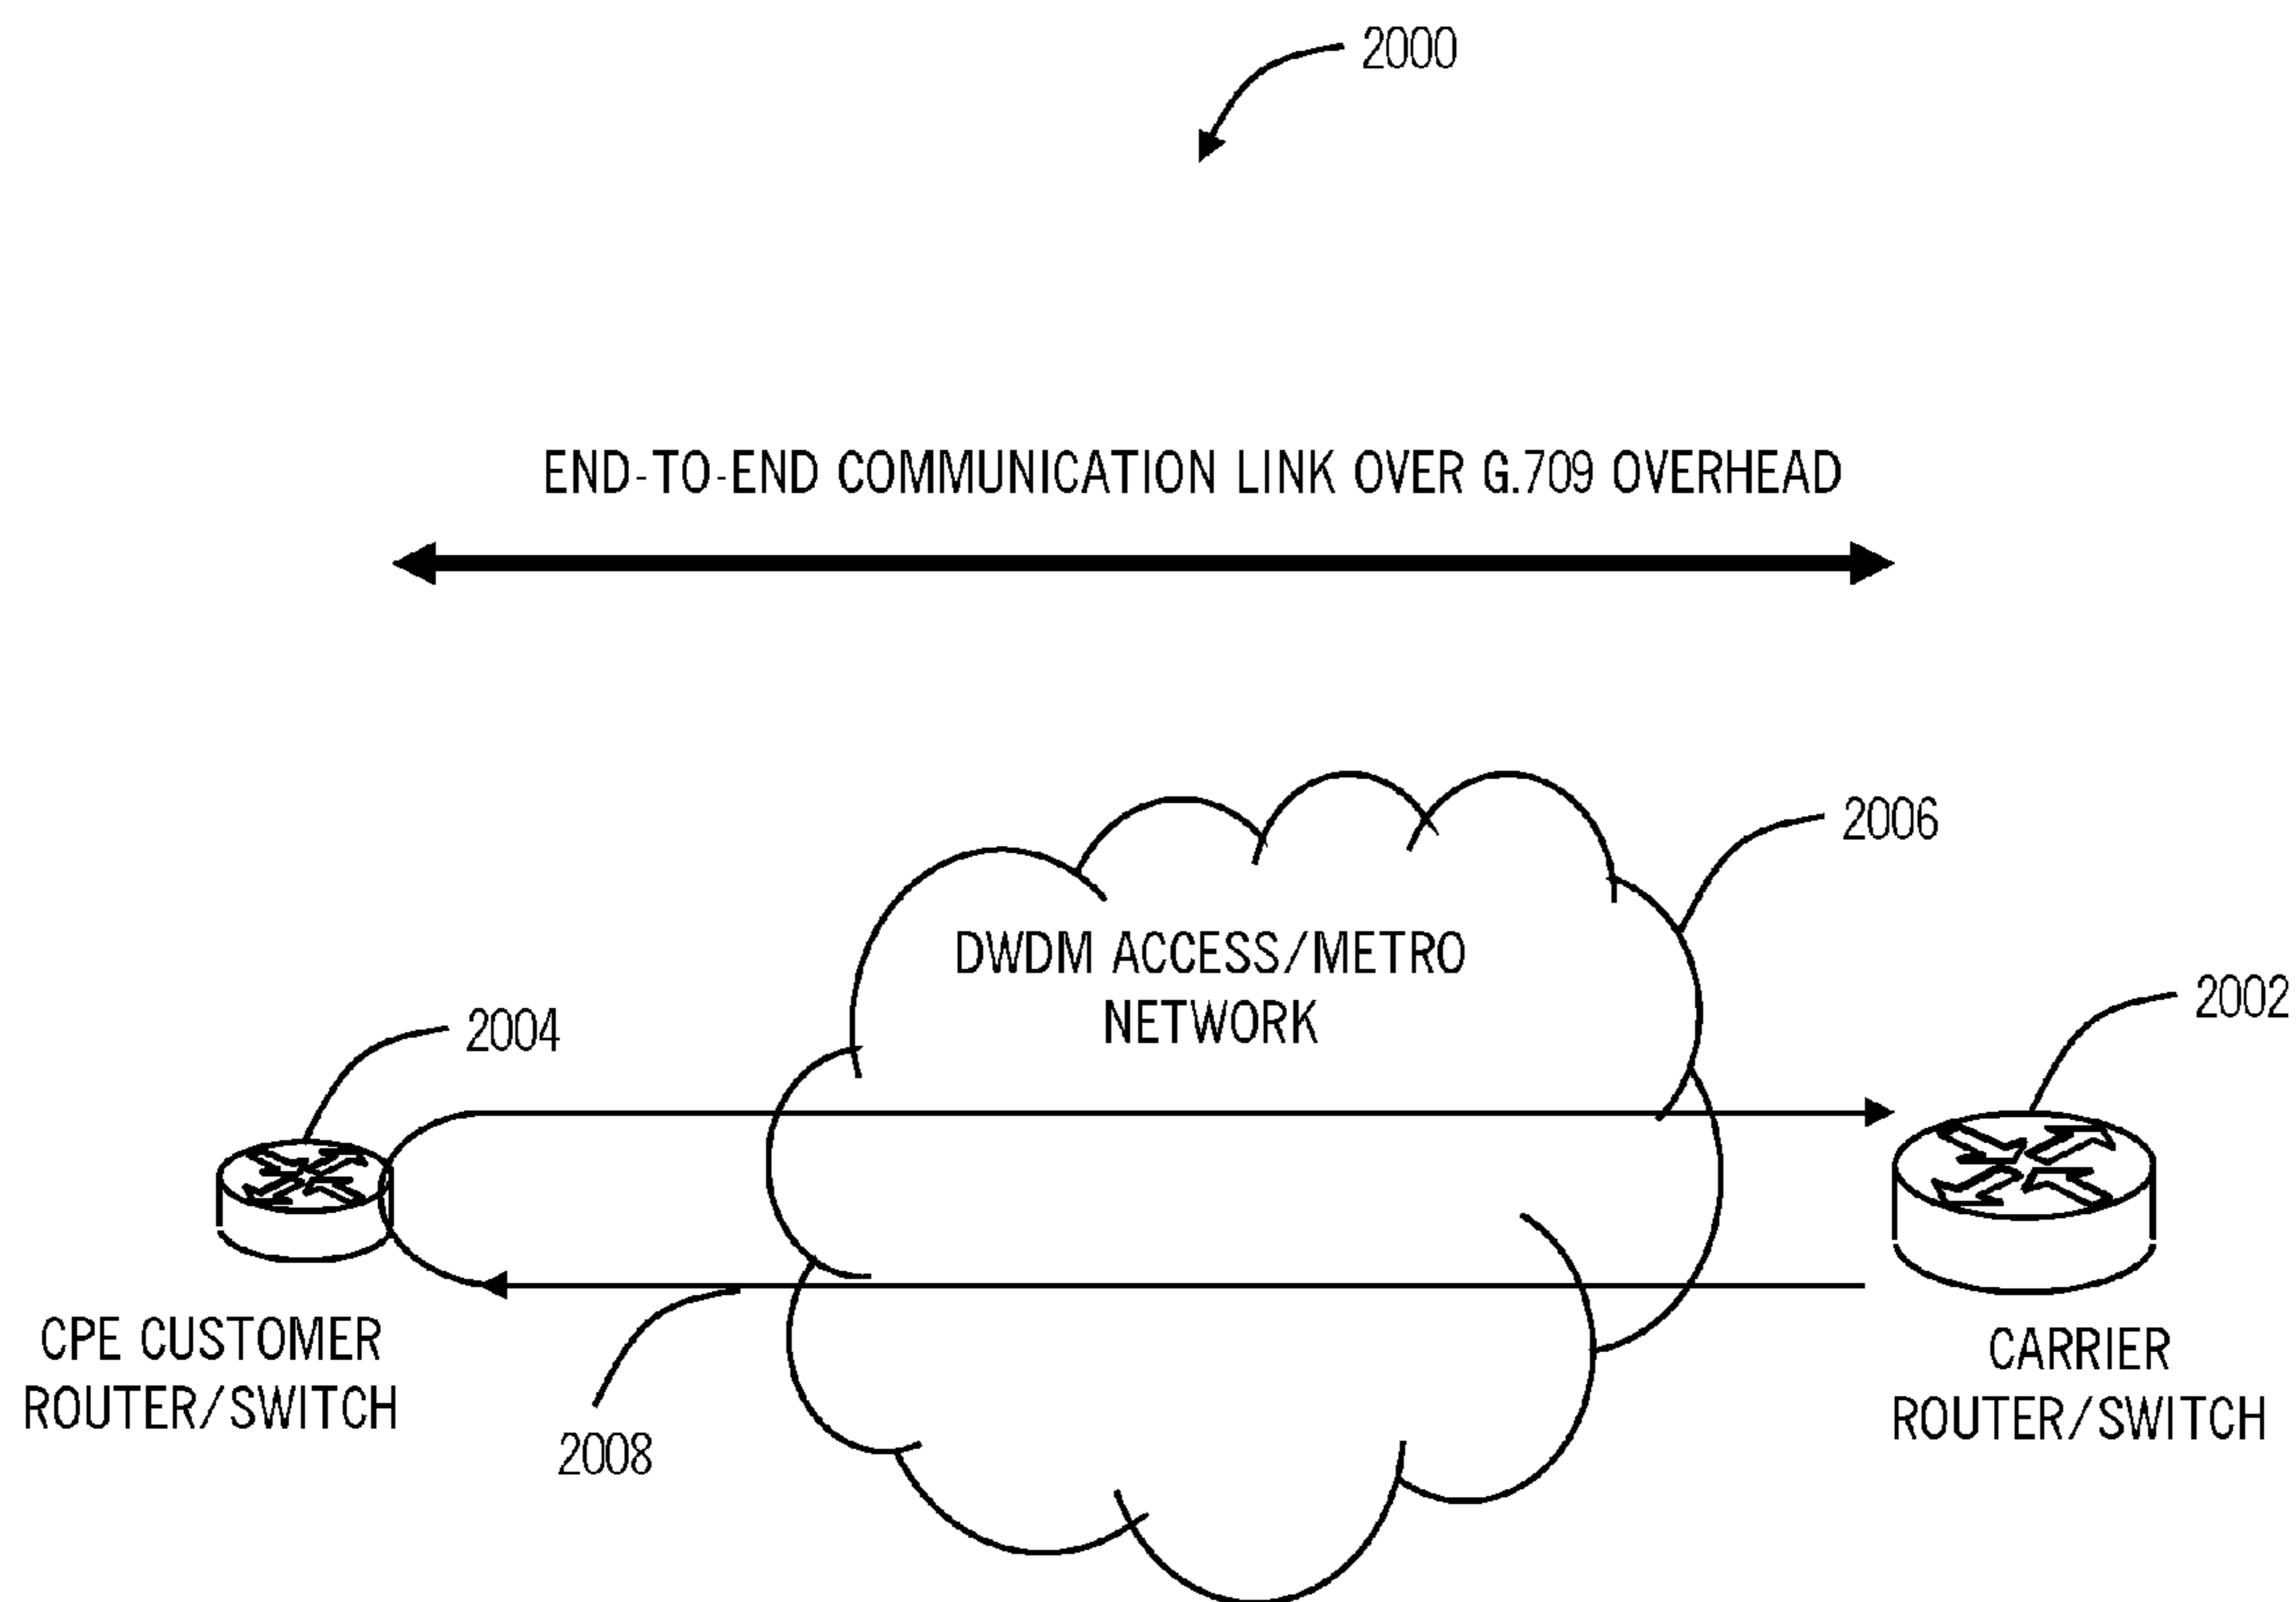 2000
END-TO-END COMMUNICATION LINK OVER G.709 OVERHEAD
2006
DWDM ACCESS/METRO
NETWORK
2002
2004
CPE CUSTOMER
ROUTER/SWITCH
CARRIER
ROUTER/SWITCH
2008